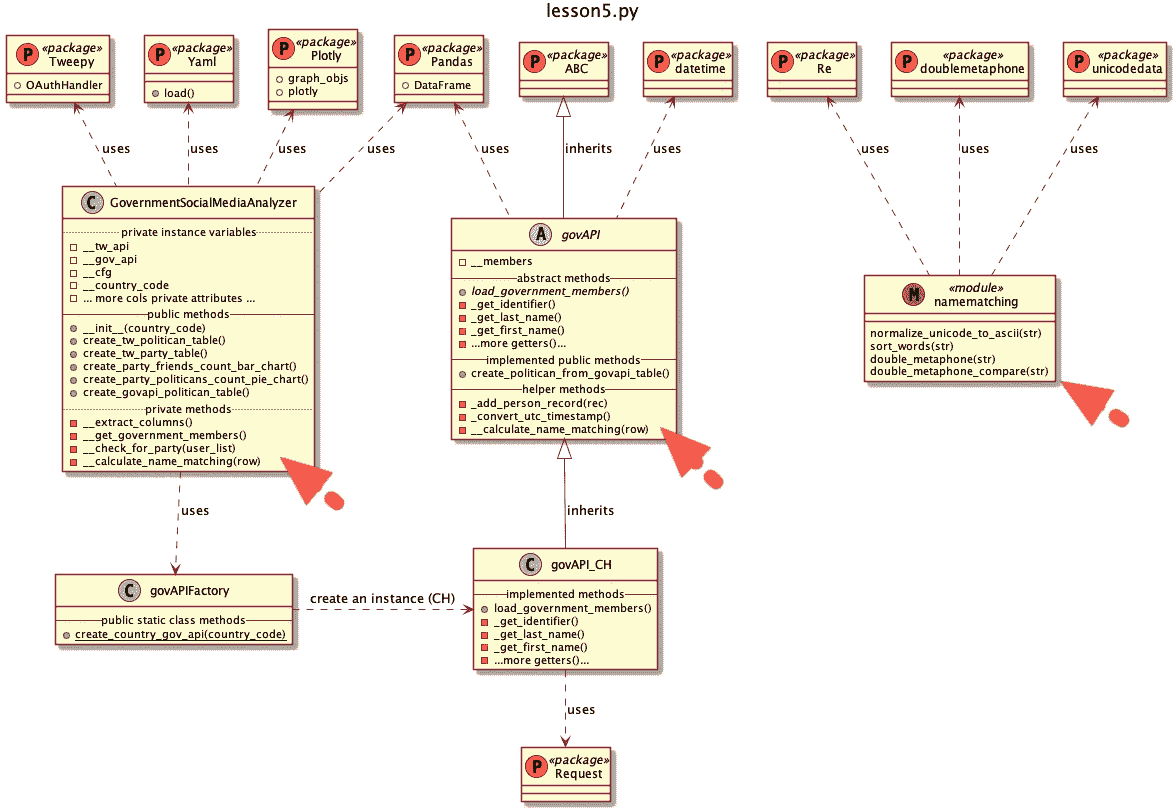 lesson5.py
P «package»
Tweepy
OAuthHandler
P «package»
Yaml
load()
P «package»
Plotly
graph_objs
plotly
P «package»
Pandas
DataFrame
P «package»
ABC
P «package»
datetime
P «package»
Re
P «package»
doublemetaphone
P «package»
unicodedata
uses
uses
uses
uses
uses
inherits
uses
uses
uses
uses
C GovernmentSocialMediaAnalyzer
private instance variables
__tw_api
__gov_api
__cfg
__country_code
... more cols private attributes ...
public methods
__init__(country_code)
create_tw_politican_table()
create_tw_party_table()
create_party_friends_count_bar_chart()
create_party_politicans_count_pie_chart()
create_govapi_politican_table()
private methods
__extract_columns()
__get_government_members()
__check_for_party(user_list)
__calculate_name_matching(row)
A govAPI
__members
abstract methods
load_government_members()
_get_identifier()
_get_last_name()
_get_first_name()
...more getters()...
implemented public methods
create_politican_from_govapi_table()
helper methods
_add_person_record(rec)
_convert_utc_timestamp()
__calculate_name_matching(row)
M «module»
namematching
normalize_unicode_to_ascii(str)
sort_words(str)
double_metaphone(str)
double_metaphone_compare(str)
uses
inherits
C govAPIFactory
public static class methods
create_country_gov_api(country_code)
create an instance (CH)
C govAPI_CH
implemented methods
load_government_members()
_get_identifier()
_get_last_name()
_get_first_name()
...more getters()...
uses
P «package»
Request